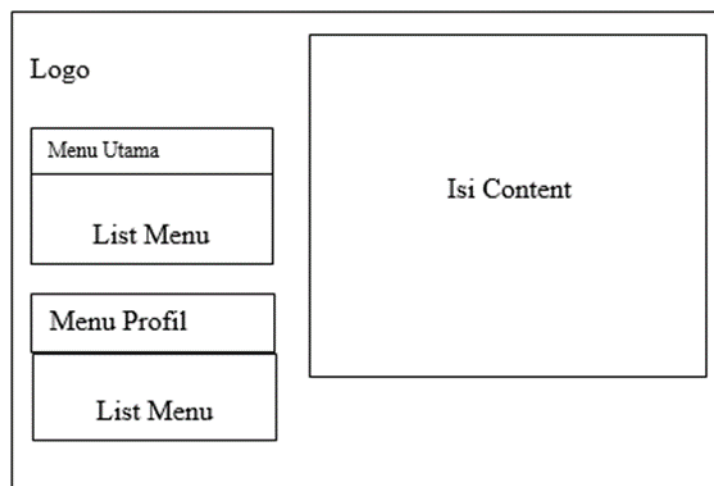 Logo
Menu Utama
List Menu
Menu Profil
List Menu
Isi Content